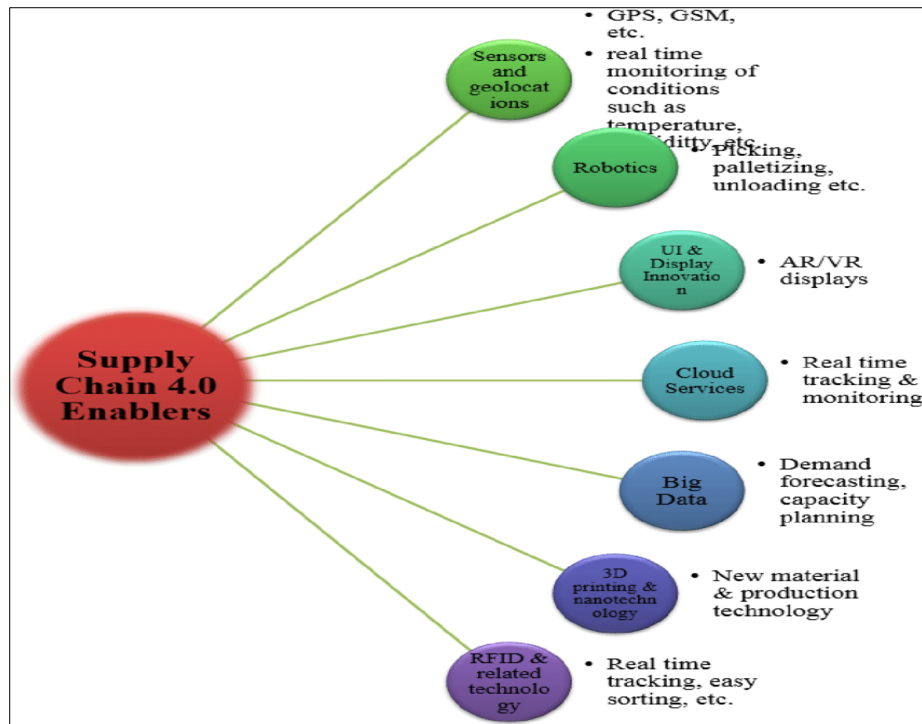 Supply
Chain 4.0
Enablers
Sensors
and
geolocat
ions
• GPS, GSM,
etc.
• real time
monitoring of
conditions
such as
temperature,
etc.
Robotics
• Picking,
palletizing,
unloading etc.
UI &
Display
Innovatio
n
• AR/VR
displays
Cloud
Services
• Real time
tracking &
monitoring
Big
Data
• Demand
forecasting,
capacity
planning
3D
printing &
nanotechn
ology
• New material
& production
technology
RFID &
related
technolo
gy
• Real time
tracking, easy
sorting, etc.